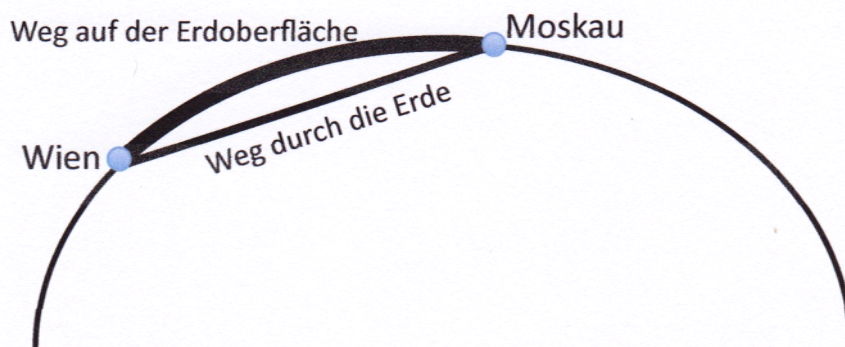 Weg auf der Erdoberfläche
Moskau
Wien
Weg durch die Erde